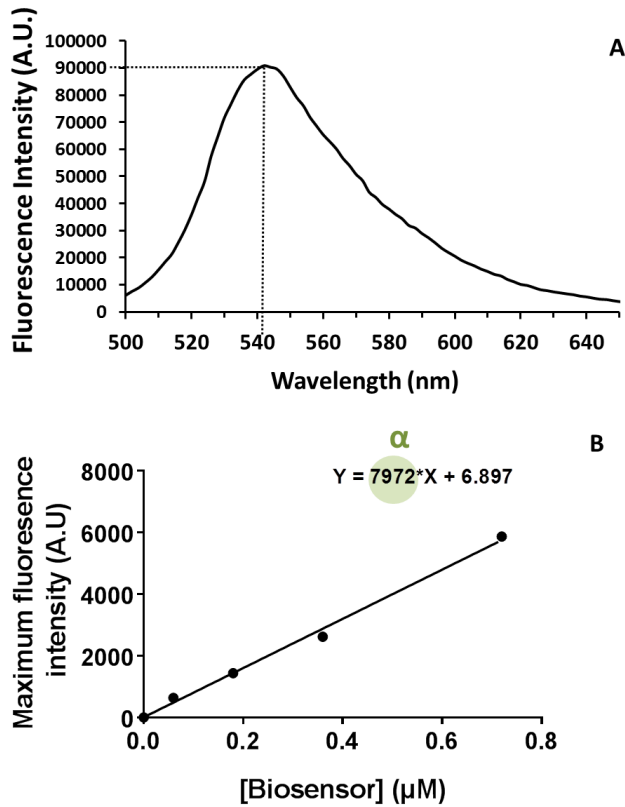 A
Fluorescence Intensity (A.U.)
100000
90000
80000
70000
60000
50000
40000
30000
20000
10000
0
500 520 540 560 580 600 620 640
Wavelength (nm)
B
α
Y = 7972*X + 6.897
Maximum fluoresence
intensity (A.U)
8000
6000
4000
2000
0
0.0 0.2 0.4 0.6 0.8
[Biosensor] (μM)